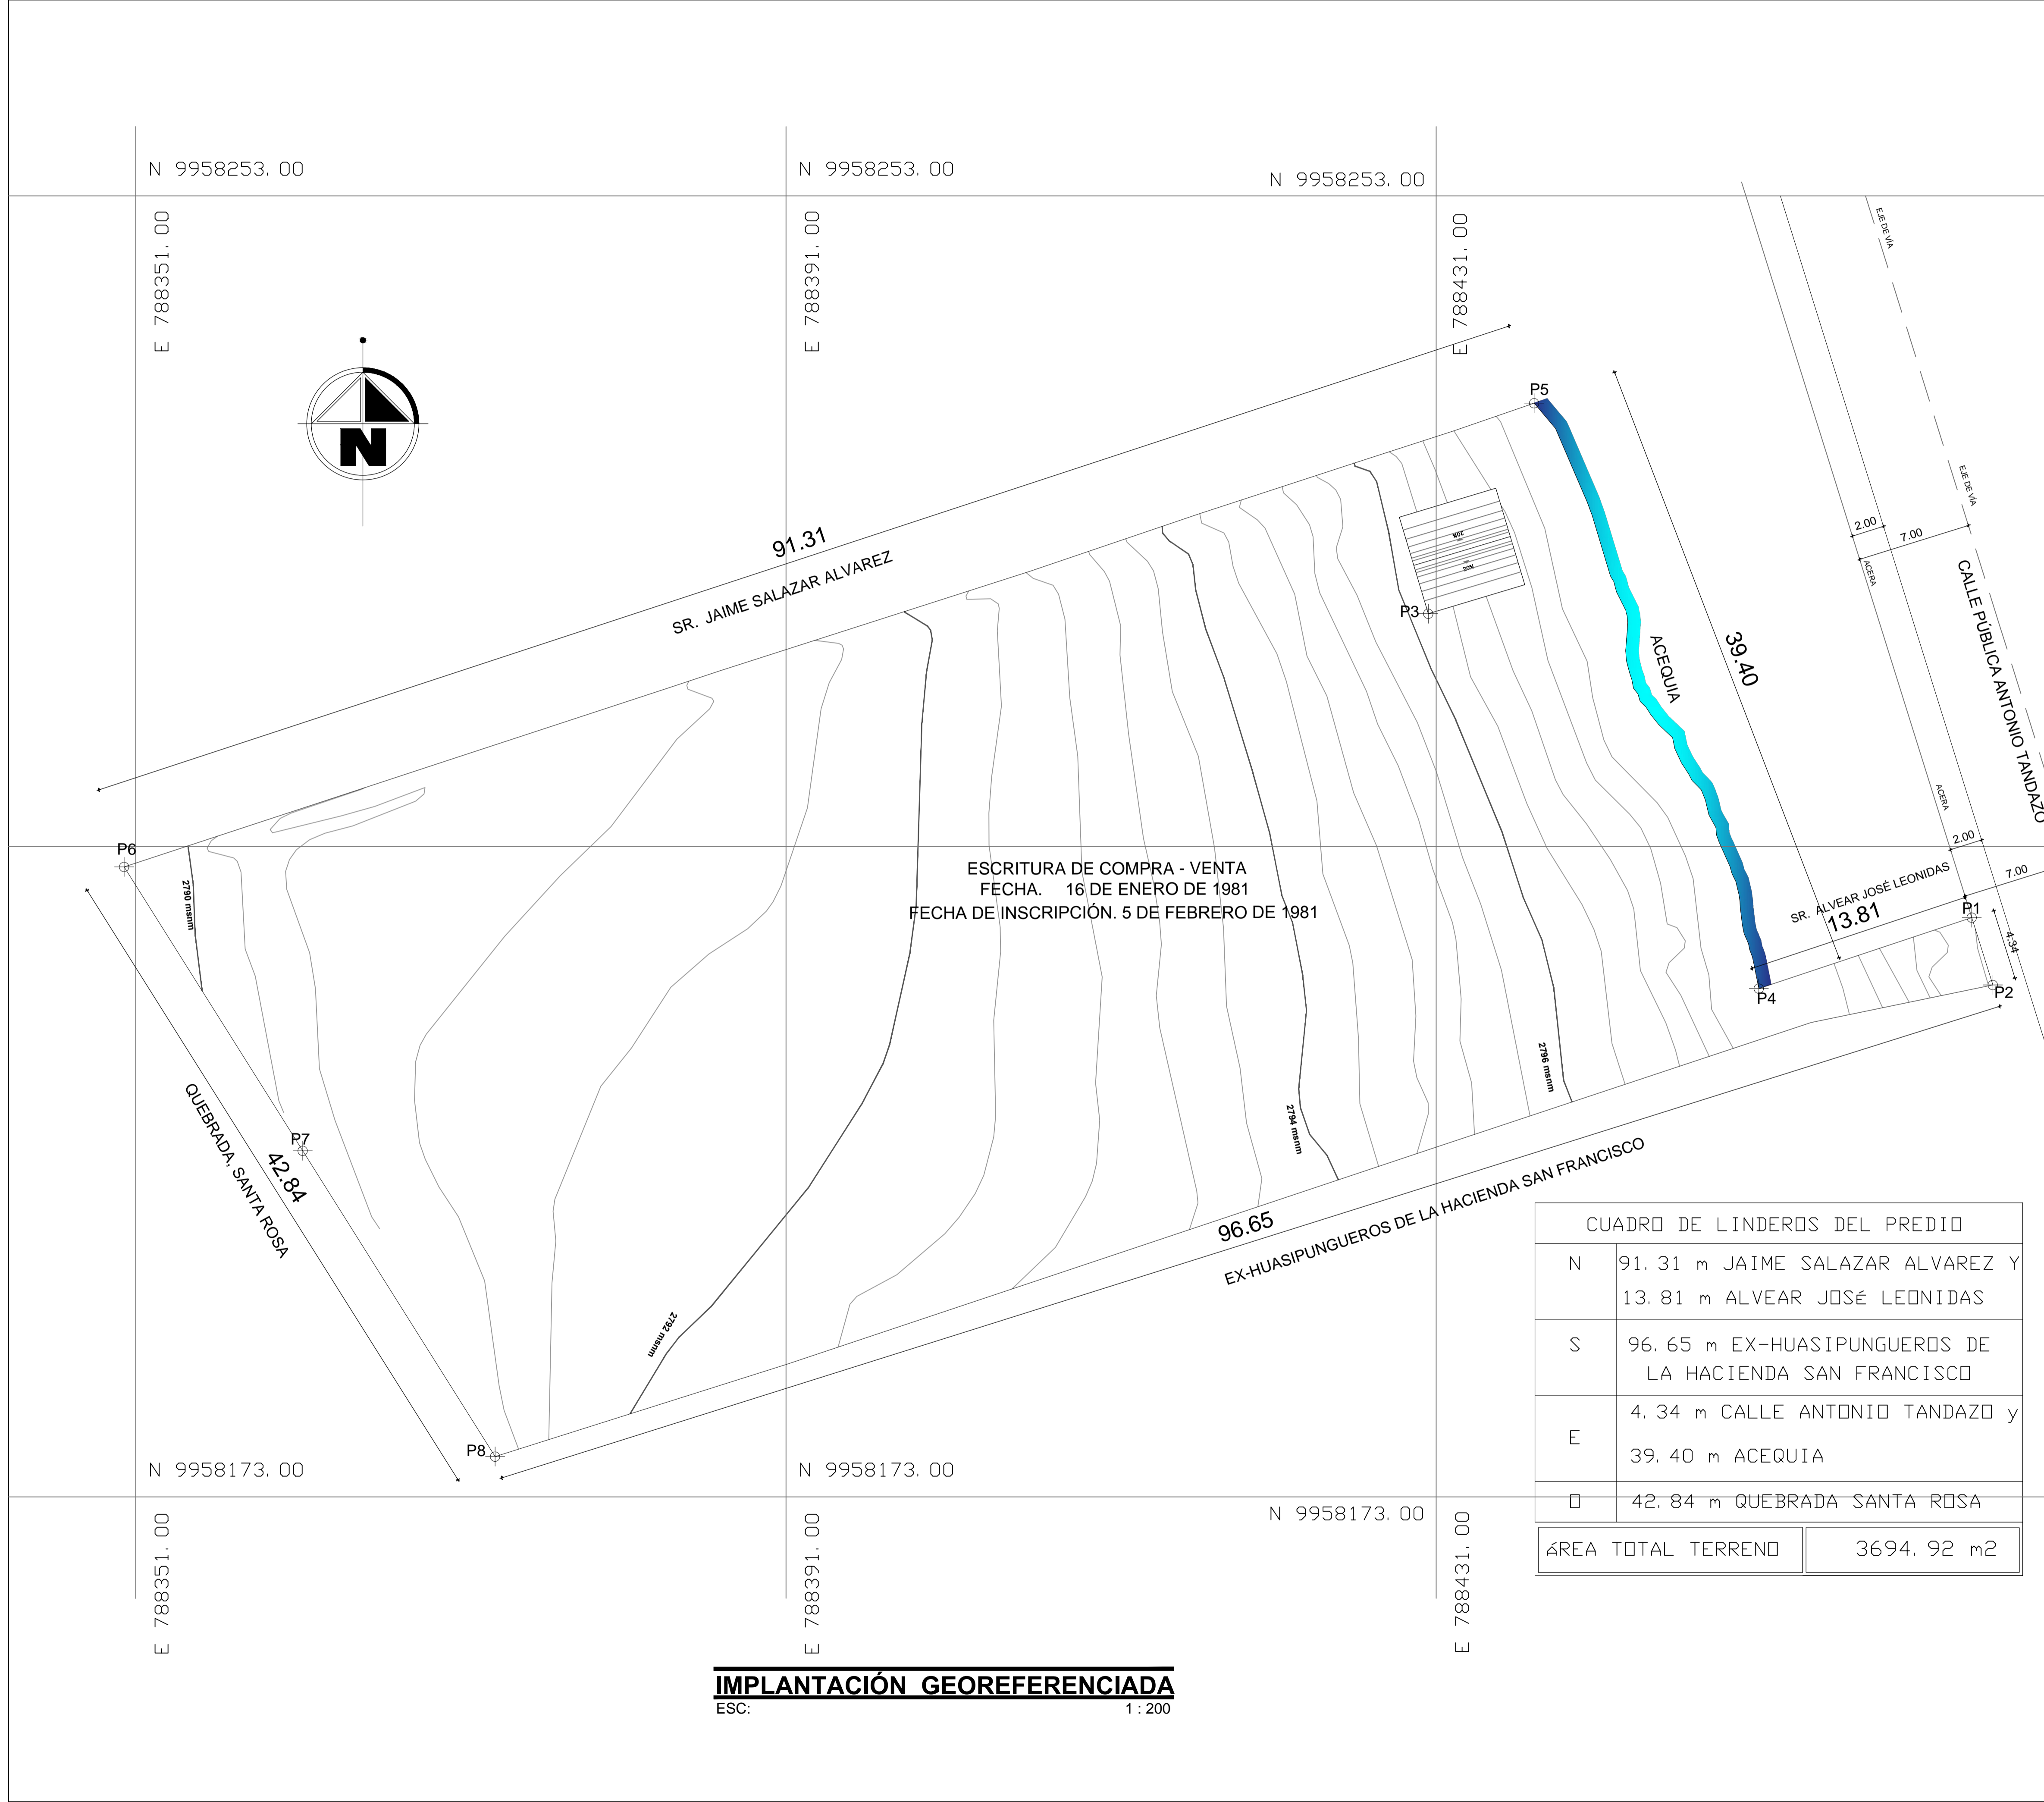 N 9958253.00
N 9958253.00
N 9958253.00
E 788351.00
E 788391.00
E 788431.00
EJE DE VÍA
P5
EJE DE VÍA
2.00
7.00
91.31
SR. JAIME SALAZAR ALVAREZ
N
20%
20%
P3
ACERA
CALLE PÚBLICA ANTONIO TANDAZO
ACEQUIA
39.40
ACERA
2.00
7.00
P6
2790 msnm
ESCRITURA DE COMPRA - VENTA
FECHA. 16 DE ENERO DE 1981
FECHA DE INSCRIPCIÓN. 5 DE FEBRERO DE 1981
SR. ALVEAR JOSÉ LEONIDAS
13.81
P1
4.34
P2
P4
2796 msnm
2794 msnm
P7
QUEBRADA, SANTA ROSA
42.84
96.65
EX-HUASIPUNGUEROS DE LA HACIENDA SAN FRANCISCO
2792 msnm
P8
CUADRO DE LINDEROS DEL PREDIO
N 91.31 m JAIME SALAZAR ALVAREZ Y
13.81 m ALVEAR JOSé LEONIDAS
S 96.65 m EX-HUASIPUNGUEROS DE
LA HACIENDA SAN FRANCISCO
E 4.34 m CALLE ANTONIO TANDAZO y
39.40 m ACEQUIA
O 42.84 m QUEBRADA SANTA ROSA
áREA TOTAL TERRENO 3694.92 m2
N 9958173.00
N 9958173.00
N 9958173.00
E 788351.00
E 788391.00
E 788431.00
IMPLANTACIÓN GEOREFERENCIADA
ESC: 1 : 200